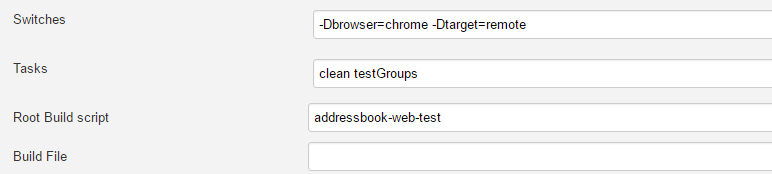 Switches
-Dbrowser=chrome -Dtarget=remote
Tasks
clean testGroups
Root Build script
addressbook-web-test
Build File